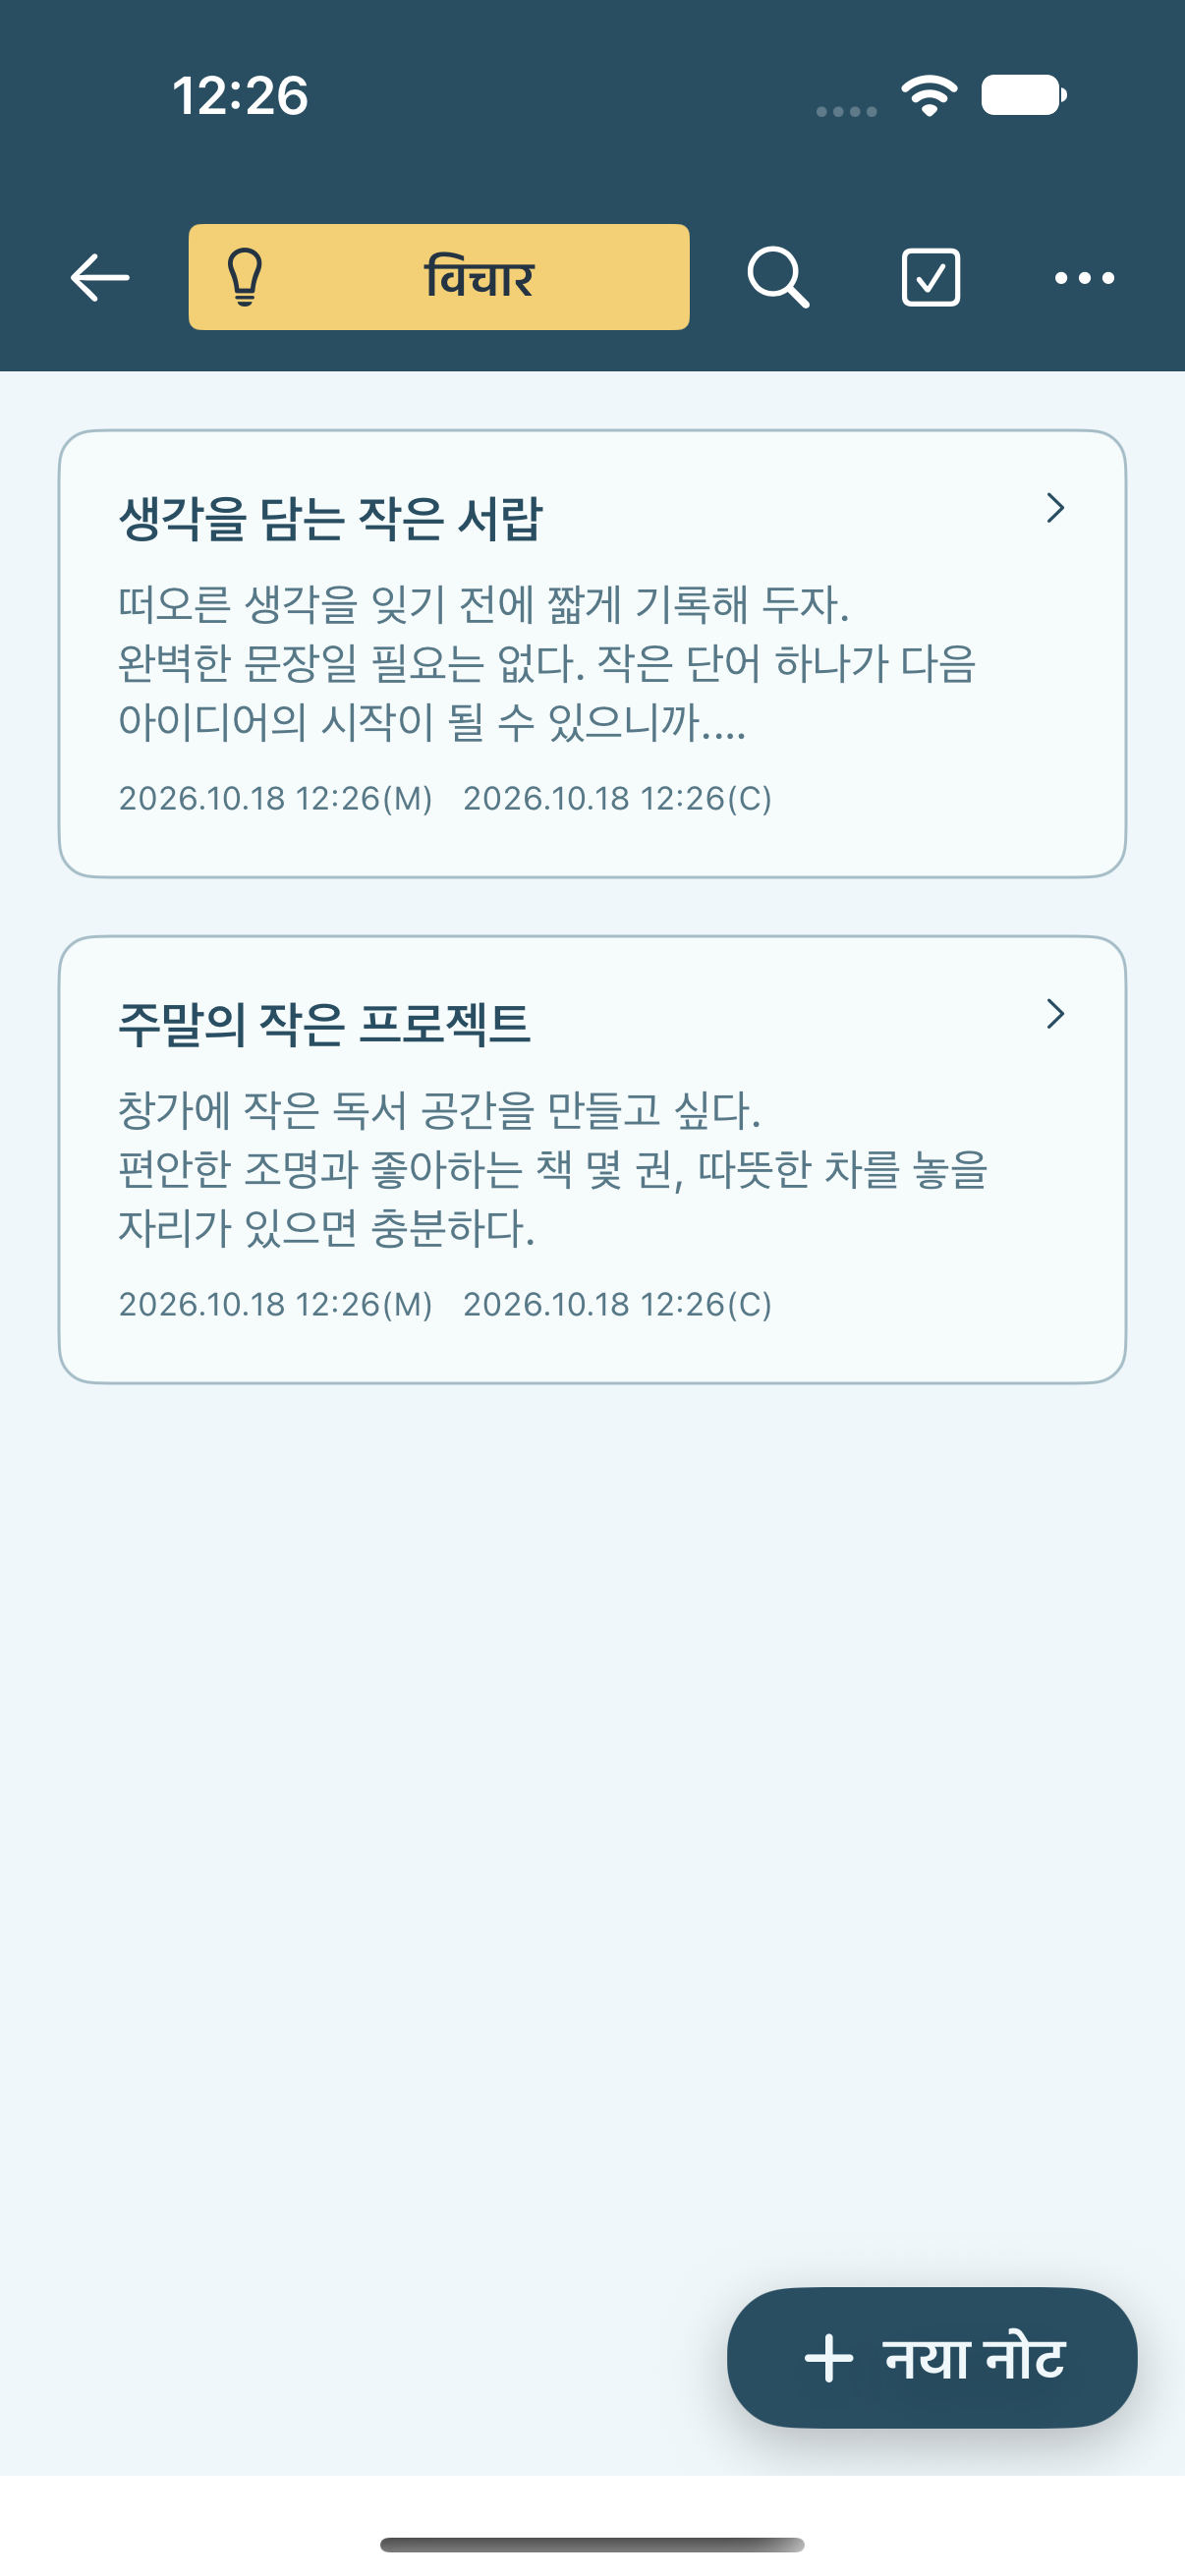 12:26
विचार
생각을 담는 작은 서랍
떠오른 생각을 잊기 전에 짧게 기록해 두자.
완벽한 문장일 필요는 없다. 작은 단어 하나가 다음
아이디어의 시작이 될 수 있으니까....
2026.10.18 12:26(M) 2026.10.18 12:26(C)
주말의 작은 프로젝트
창가에 작은 독서 공간을 만들고 싶다.
편안한 조명과 좋아하는 책 몇 권, 따뜻한 차를 놓을
자리가 있으면 충분하다.
2026.10.18 12:26(M) 2026.10.18 12:26(C)
नया नोट